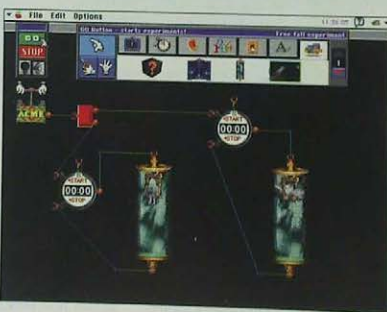 File Edit Options
GO Button - starts experiments!
Free fall experiment
GO
STOP
ACME
START
00:00
STOP
START
00:00
STOP